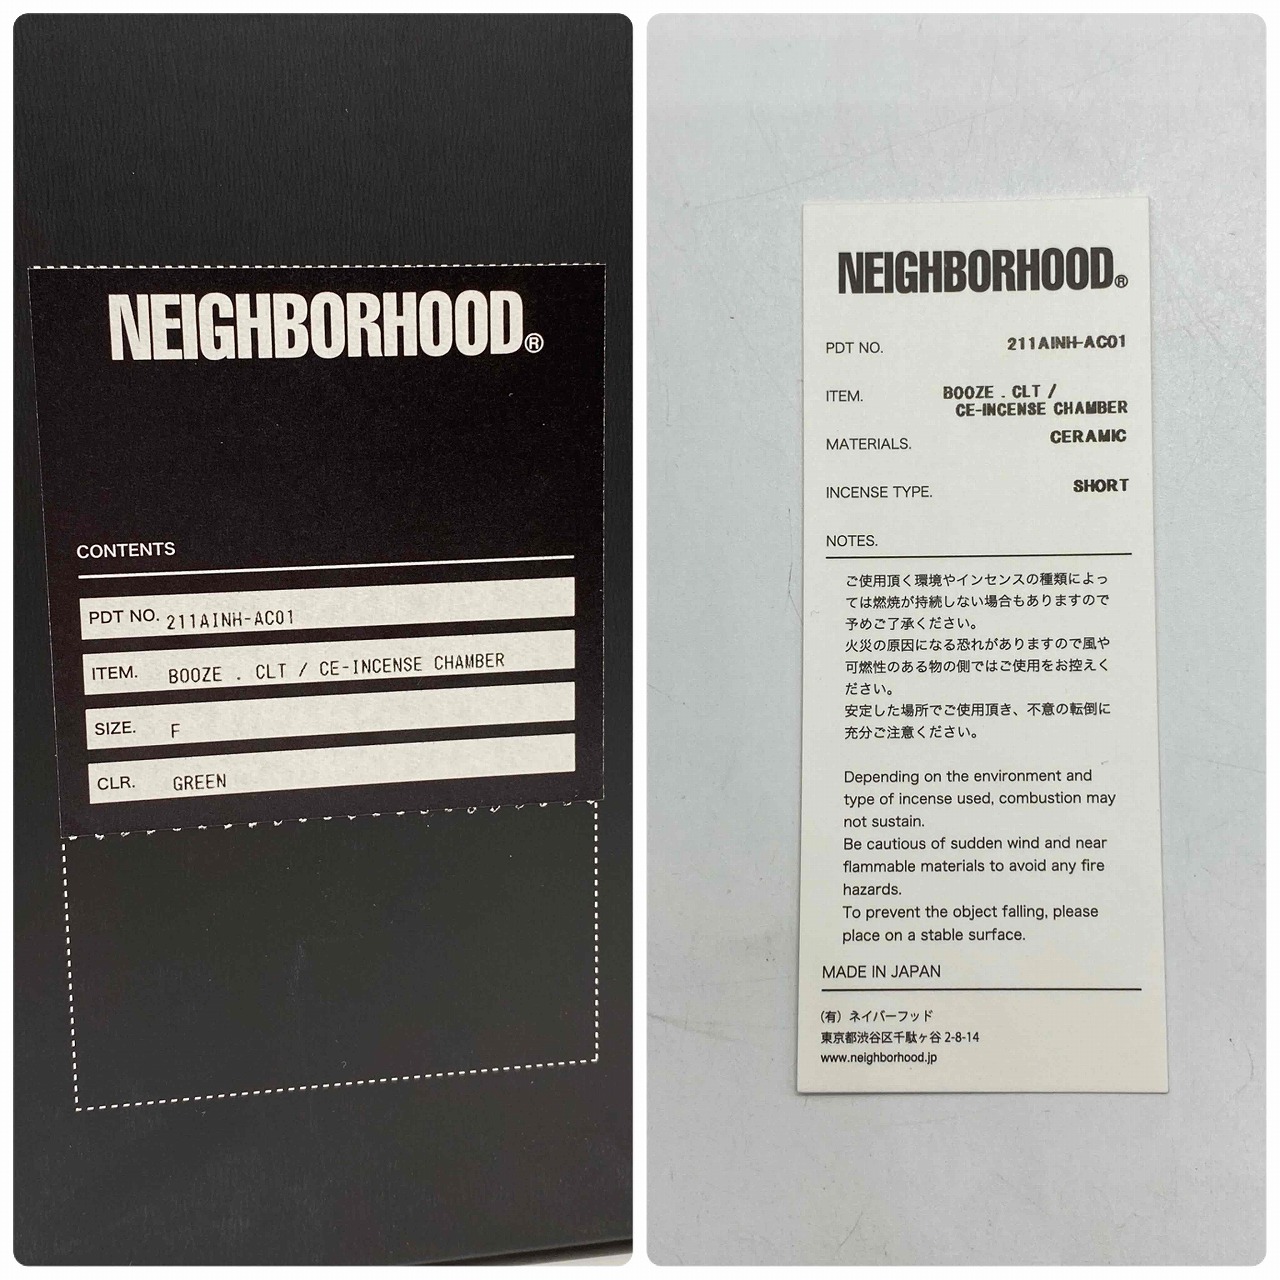 NEIGHBORHOOD®
CONTENTS
PDT NO. 211AINH-AC01
ITEM. BOOZE . CLT / CE-INCENSE CHAMBER
SIZE. F
CLR. GREEN
NEIGHBORHOOD®
PDT NO. 211AINH-AC01
ITEM. BOOZE . CLT /
CE-INCENSE CHAMBER
MATERIALS. CERAMIC
INCENSE TYPE. SHORT
NOTES.
ご使用頂く環境やインセンスの種類によっ
ては燃焼が持続しない場合もありますので
予めご了承ください。
火災の原因になる恐れがありますので風や
可燃性のある物の側ではご使用をお控えく
ださい。
安定した場所でご使用頂き、不意の転倒に
充分ご注意ください。
Depending on the environment and
type of incense used, combustion may
not sustain.
Be cautious of sudden wind and near
flammable materials to avoid any fire
hazards.
To prevent the object falling, please
place on a stable surface.
MADE IN JAPAN
(有) ネイバーフッド
東京都渋谷区千駄ヶ谷 2-8-14
www.neighborhood.jp